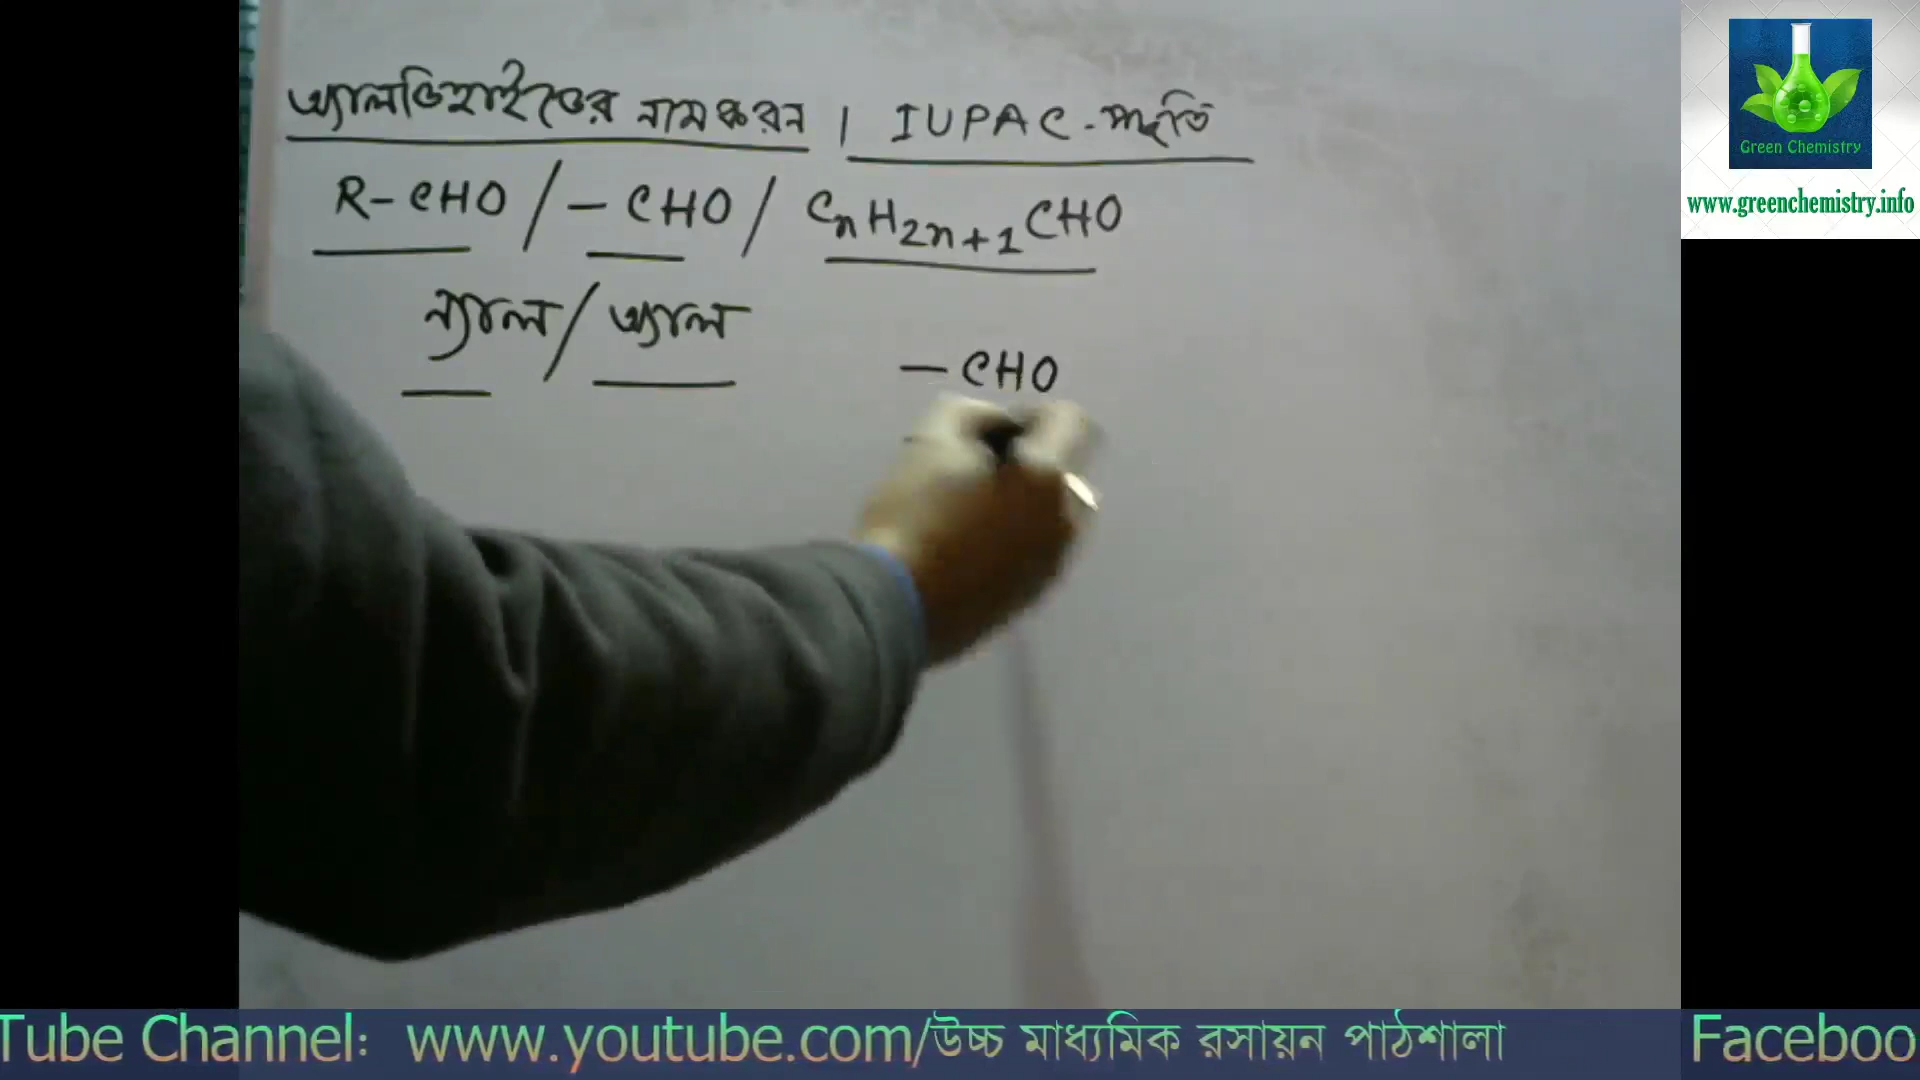 অ্যালডিহাইডের নামকরন । IUPAC-পদ্ধতি
R-CHO / -CHO / CnH2n+1CHO
ন্যাল / অ্যাল
-CHO
Green Chemistry
www.greenchemistry.info
Tube Channel: www.youtube.com/উচ্চ মাধ্যমিক রসায়ন পাঠশালা Faceboo